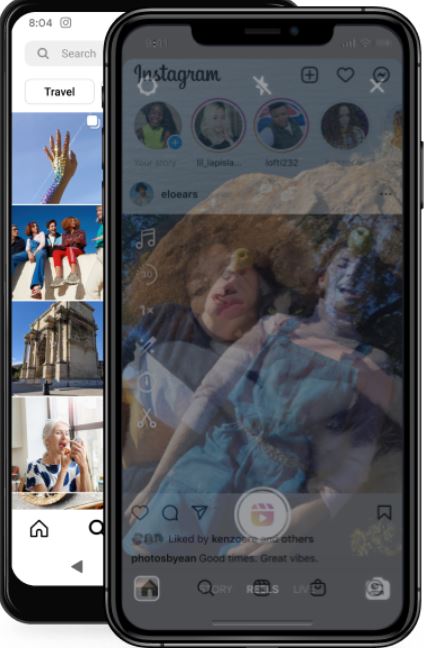 8:04
Search
Travel
9:41
Instagram
Your story
lil_lapisla...
lofti232
eloears
30
1x
Liked by kenzoere and others
photosbyean Good times. Great vibes.
STORY REELS LIVE